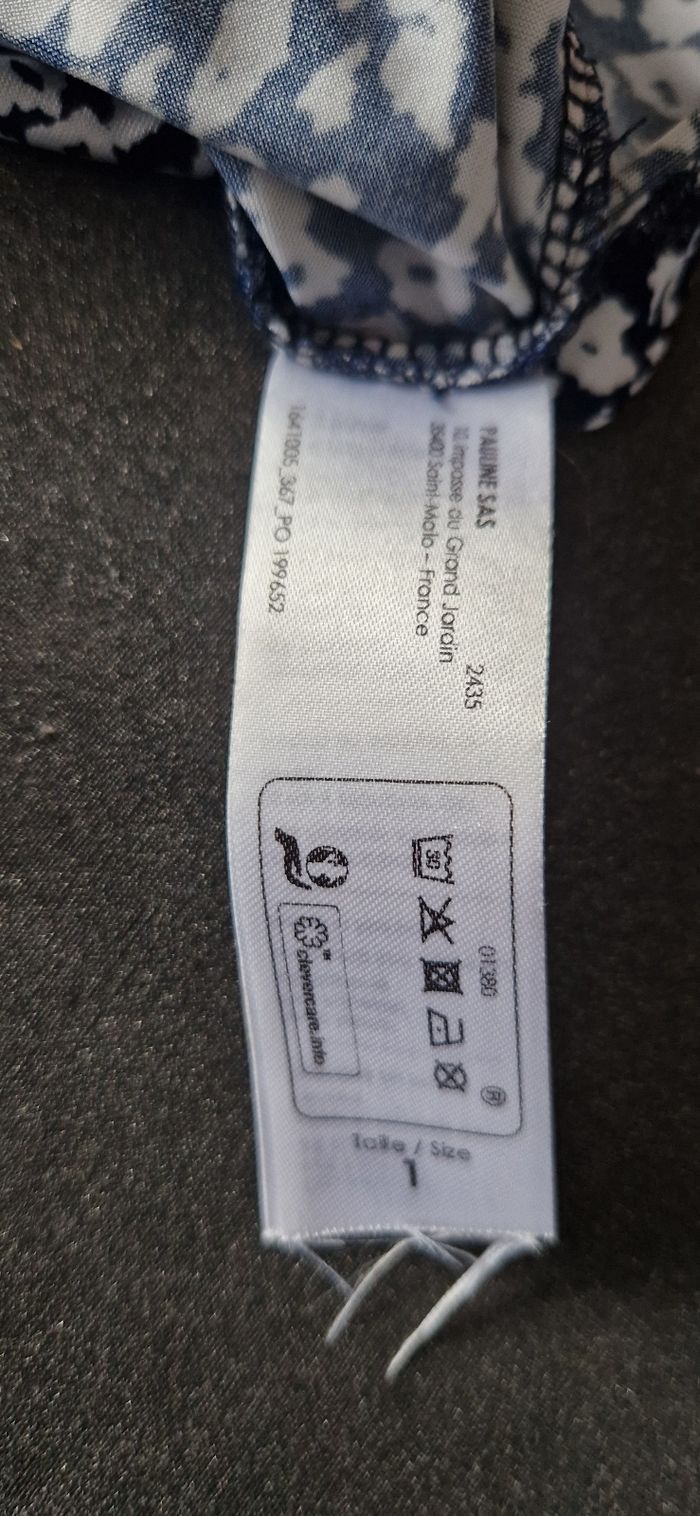 PAULINE SAS
10 Impasse du Grand Jardin
35400 Saint-Malo - France
2435
1641005_367_PO 199652
01380
®
30
clevercare.info
Taille / Size
1